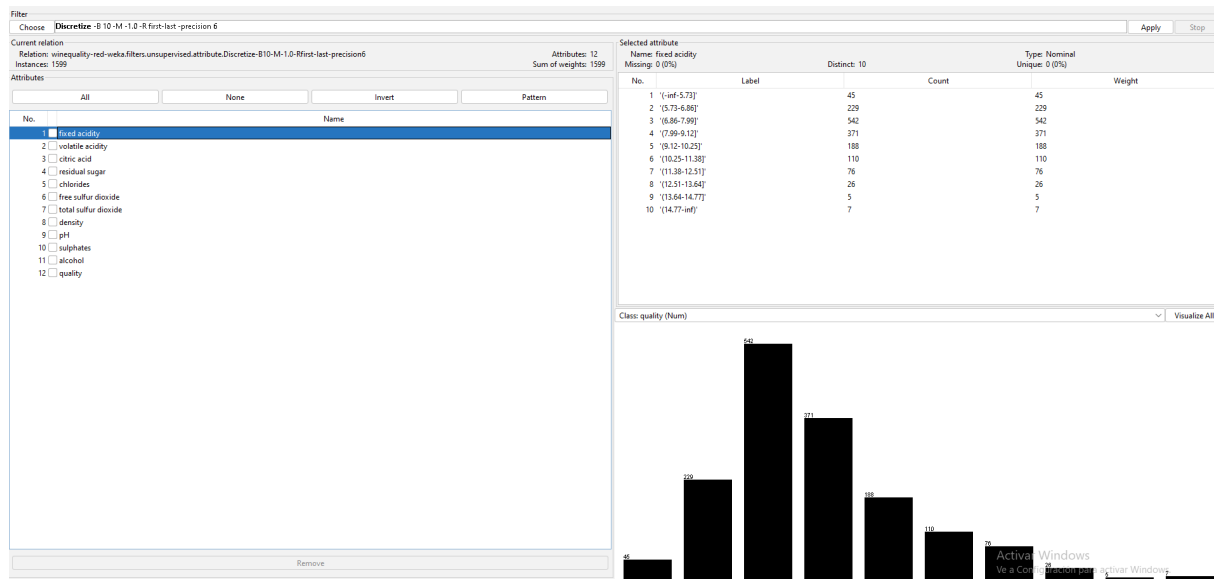 Filter
Choose Discretize -B 10 -M -1.0 -R first-last -precision 6 Apply Stop
Current relation
Relation: winequality-red-weka.filters.unsupervised.attribute.Discretize-B10-M-1.0-Rfirst-last-precision6 Attributes: 12
Instances: 1599 Sum of weights: 1599
Attributes
All None Invert Pattern
No. Name
1 fixed acidity
2 volatile acidity
3 citric acid
4 residual sugar
5 chlorides
6 free sulfur dioxide
7 total sulfur dioxide
8 density
9 pH
10 sulphates
11 alcohol
12 quality
Remove
Selected attribute
Name: fixed acidity Type: Nominal
Missing: 0 (0%) Distinct: 10 Unique: 0 (0%)
No. Label Count Weight
1 '(-inf-5.73]' 45 45
2 '(5.73-6.86]' 229 229
3 '(6.86-7.99]' 542 542
4 '(7.99-9.12]' 371 371
5 '(9.12-10.25]' 188 188
6 '(10.25-11.38]' 110 110
7 '(11.38-12.51]' 76 76
8 '(12.51-13.64]' 26 26
9 '(13.64-14.77]' 5 5
10 '(14.77-inf)' 7 7
Class: quality (Num) Visualize All
542
371
229
188
110
76
45
26
5
7
Activar Windows
Ve a Configuración para activar Windows.